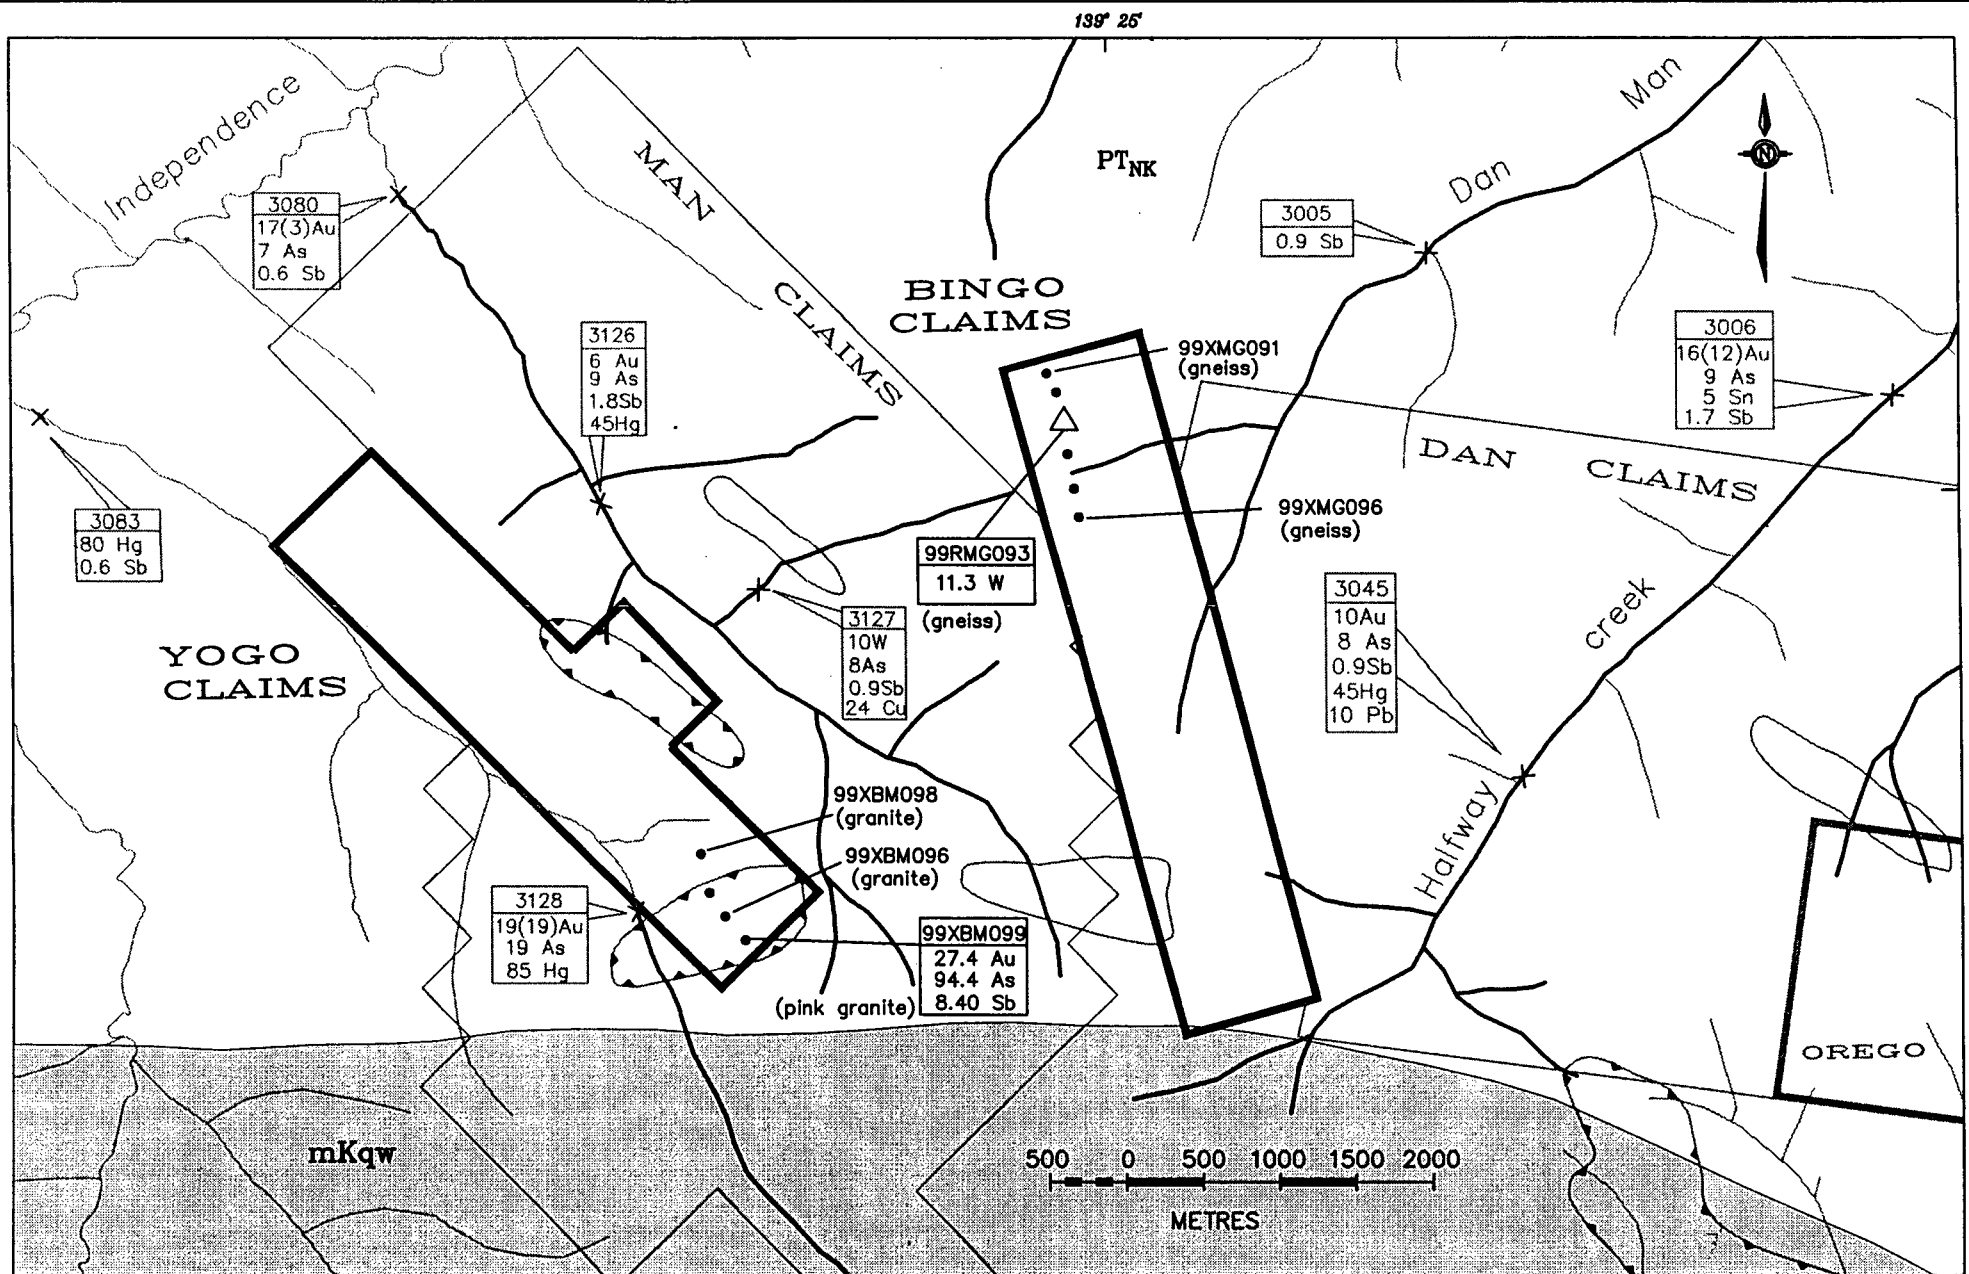 139° 25'
Independence
MAN
CLAIMS
PT_NK
Dan
Man
N
3080
17(3)Au
7 As
0.6 Sb
3005
0.9 Sb
BINGO
CLAIMS
3006
16(12)Au
9 As
5 Sn
1.7 Sb
3126
6 Au
9 As
1.8Sb
45Hg
99XMG091
(gneiss)
DAN
CLAIMS
3083
80 Hg
0.6 Sb
99XMG096
(gneiss)
99RMG093
11.3 W
(gneiss)
3127
10W
8As
0.9Sb
24 Cu
3045
10Au
8 As
0.9Sb
45Hg
10 Pb
YOGO
CLAIMS
Halfway
creek
99XBM098
(granite)
99XBM096
(granite)
3128
19(19)Au
19 As
85 Hg
99XBM099
27.4 Au
94.4 As
8.40 Sb
(pink granite)
OREGO
mKqw
500 0 500 1000 1500 2000
METRES